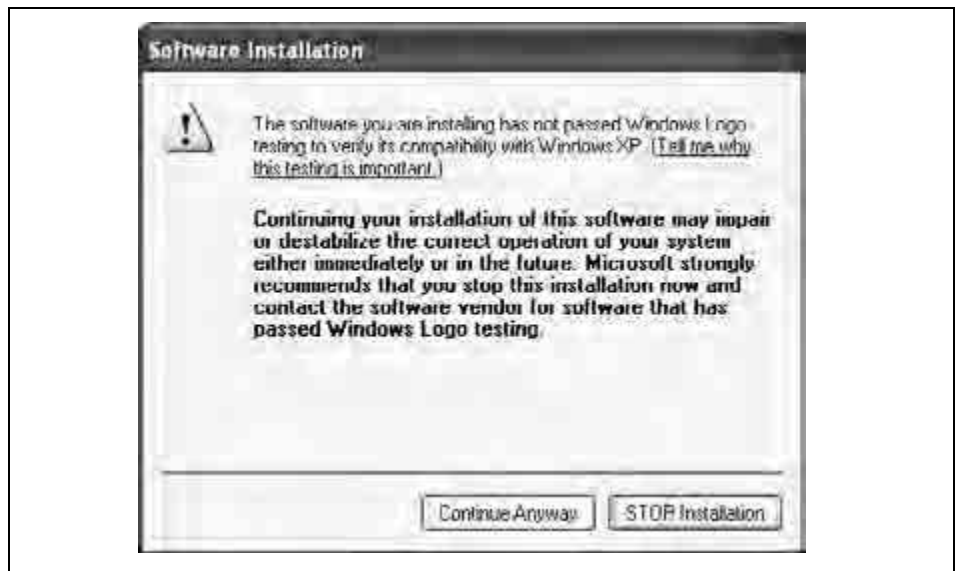 Software Installation
The software you are installing has not passed Windows Logo
testing to verify its compatibility with Windows XP. (Tell me why
this testing is important.)
Continuing your installation of this software may impair
or destabilize the correct operation of your system
either immediately or in the future. Microsoft strongly
recommends that you stop this installation now and
contact the software vendor for software that has
passed Windows Logo testing.
Continue Anyway
STOP Installation